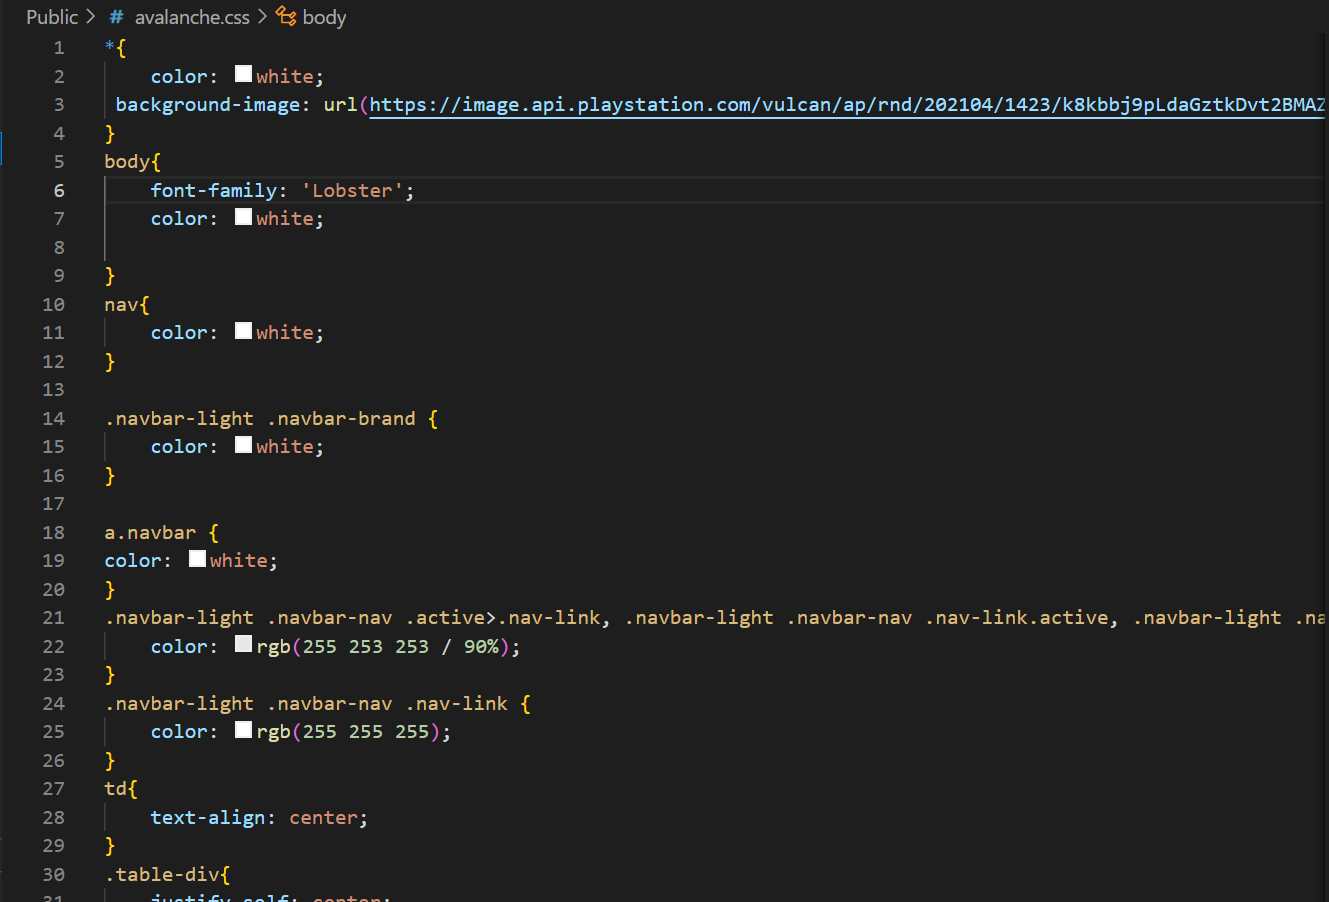 Public > # avalanche.css > body
1 *{
2 color: white;
3 background-image: url(https://image.api.playstation.com/vulcan/ap/rnd/202104/1423/k8kbbj9pLdaGztkDvt2BMAZ
4 }
5 body{
6 font-family: 'Lobster';
7 color: white;
8
9 }
10 nav{
11 color: white;
12 }
13
14 .navbar-light .navbar-brand {
15 color: white;
16 }
17
18 a.navbar {
19 color: white;
20 }
21 .navbar-light .navbar-nav .active>.nav-link, .navbar-light .navbar-nav .nav-link.active, .navbar-light .na
22 color: rgb(255 253 253 / 90%);
23 }
24 .navbar-light .navbar-nav .nav-link {
25 color: rgb(255 255 255);
26 }
27 td{
28 text-align: center;
29 }
30 .table-div{
31 justify-self: center;